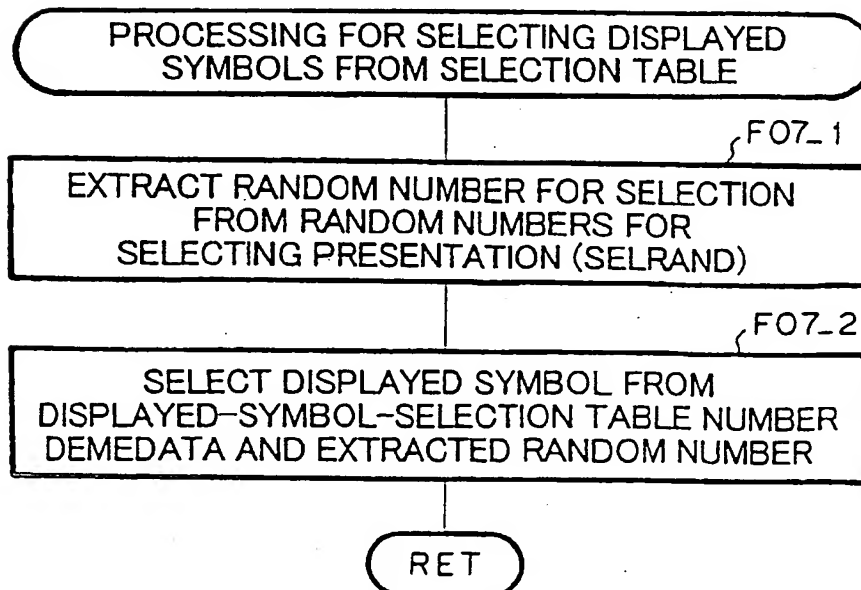 PROCESSING FOR SELECTING DISPLAYED
SYMBOLS FROM SELECTION TABLE
F07_1
EXTRACT RANDOM NUMBER FOR SELECTION
FROM RANDOM NUMBERS FOR
SELECTING PRESENTATION (SELRAND)
F07_2
SELECT DISPLAYED SYMBOL FROM
DISPLAYED-SYMBOL-SELECTION TABLE NUMBER
DEMEDATA AND EXTRACTED RANDOM NUMBER
RET